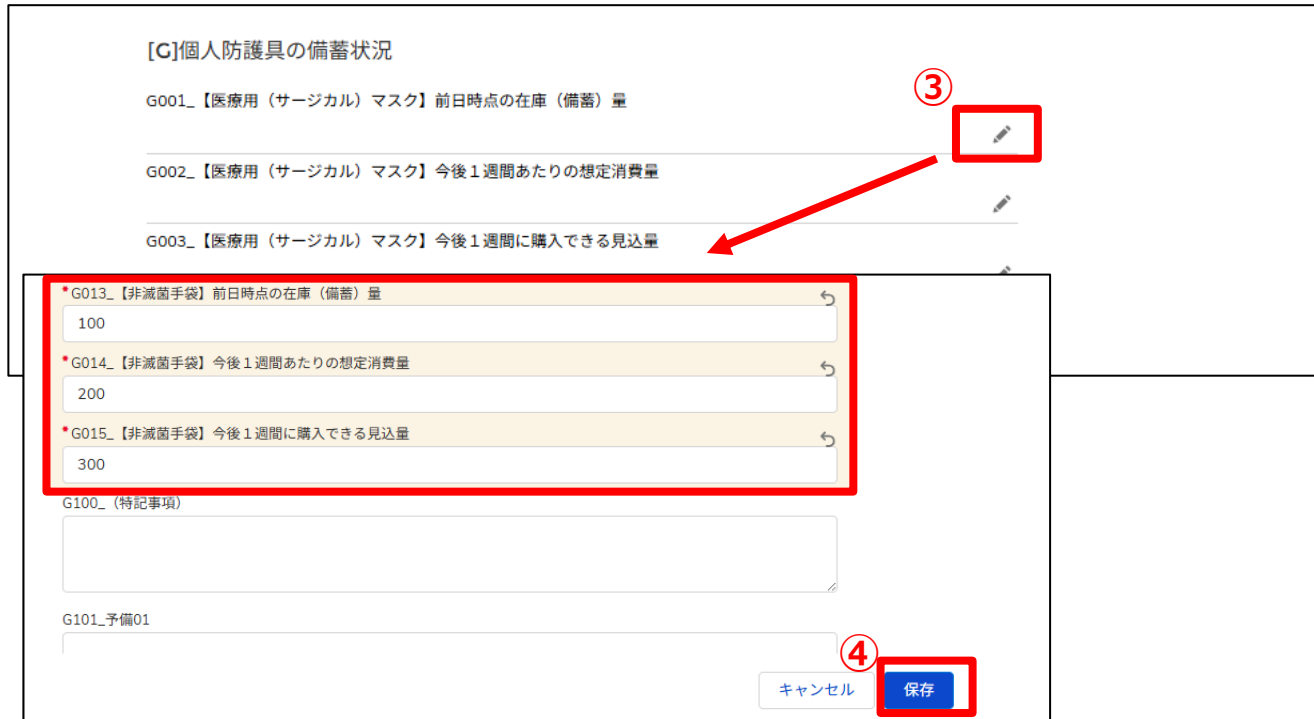 [G]個人防護具の備蓄状況
③
G001_【医療用（サージカル）マスク】前日時点の在庫（備蓄）量
G002_【医療用（サージカル）マスク】今後１週間あたりの想定消費量
G003_【医療用（サージカル）マスク】今後１週間に購入できる見込量
*G013_【非滅菌手袋】前日時点の在庫（備蓄）量
100
*G014_【非滅菌手袋】今後１週間あたりの想定消費量
200
*G015_【非滅菌手袋】今後１週間に購入できる見込量
300
G100_（特記事項）
G101_予備01
④
キャンセル 保存